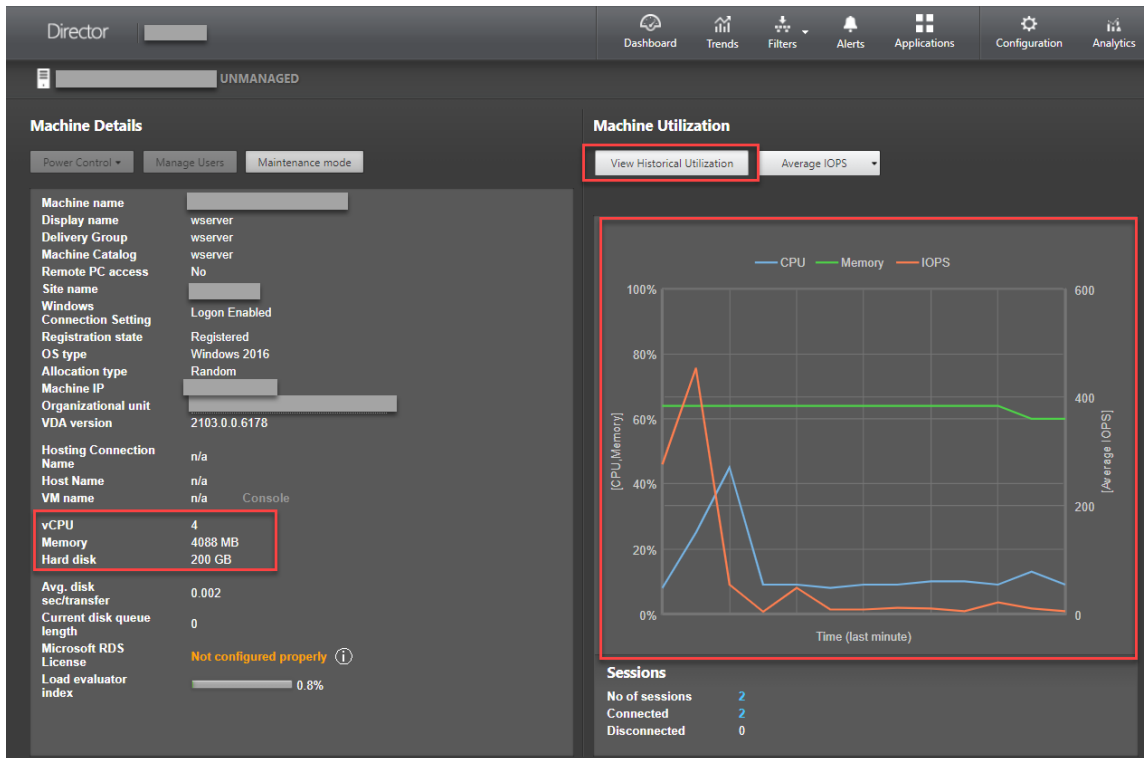 Director
Dashboard Trends Filters Alerts Applications Configuration Analytics
UNMANAGED
Machine Details
Power Control Manage Users Maintenance mode
Machine name
Display name wserver
Delivery Group wserver
Machine Catalog wserver
Remote PC access No
Site name
Windows
Connection Setting Logon Enabled
Registration state Registered
OS type Windows 2016
Allocation type Random
Machine IP
Organizational unit
VDA version 2103.0.0.6178
Hosting Connection
Name n/a
Host Name n/a
VM name n/a Console
vCPU 4
Memory 4088 MB
Hard disk 200 GB
Avg. disk
sec/transfer 0.002
Current disk queue
length 0
Microsoft RDS
License Not configured properly
Load evaluator
index 0.8%
Machine Utilization
View Historical Utilization Average IOPS
CPU Memory IOPS
100% 600
80%
400
60%
40%
200
20%
0% 0
[CPU,Memory]
[Average IOPS]
Time (last minute)
Sessions
No of sessions 2
Connected 2
Disconnected 0